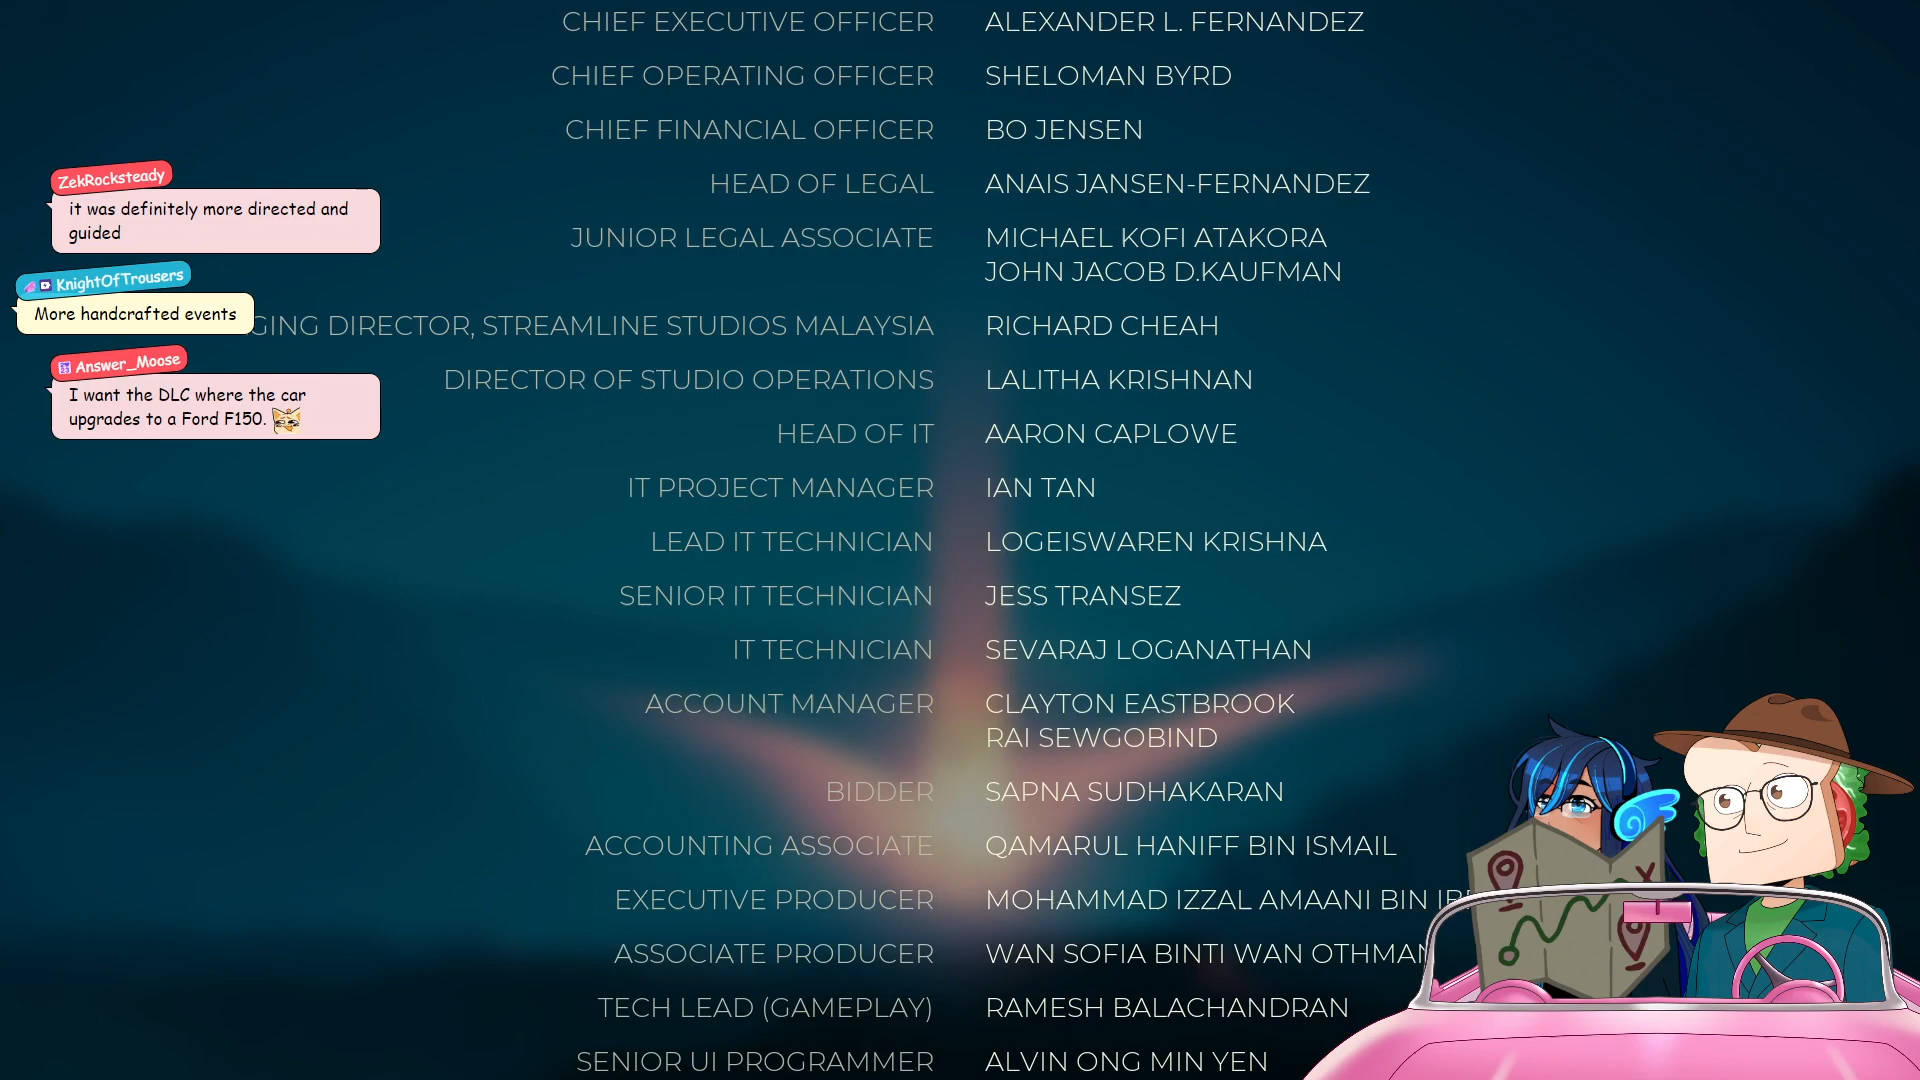 CHIEF EXECUTIVE OFFICER ALEXANDER L. FERNANDEZ
CHIEF OPERATING OFFICER SHELOMAN BYRD
CHIEF FINANCIAL OFFICER BO JENSEN
HEAD OF LEGAL ANAIS JANSEN-FERNANDEZ
JUNIOR LEGAL ASSOCIATE MICHAEL KOFI ATAKORA
JOHN JACOB D.KAUFMAN
GING DIRECTOR, STREAMLINE STUDIOS MALAYSIA RICHARD CHEAH
DIRECTOR OF STUDIO OPERATIONS LALITHA KRISHNAN
HEAD OF IT AARON CAPLOWE
IT PROJECT MANAGER IAN TAN
LEAD IT TECHNICIAN LOGEISWAREN KRISHNA
SENIOR IT TECHNICIAN JESS TRANSEZ
IT TECHNICIAN SEVARAJ LOGANATHAN
ACCOUNT MANAGER CLAYTON EASTBROOK
RAI SEWGOBIND
BIDDER SAPNA SUDHAKARAN
ACCOUNTING ASSOCIATE QAMARUL HANIFF BIN ISMAIL
EXECUTIVE PRODUCER MOHAMMAD IZZAL AMAANI BIN
ASSOCIATE PRODUCER WAN SOFIA BINTI WAN OTHMAN
TECH LEAD (GAMEPLAY) RAMESH BALACHANDRAN
SENIOR UI PROGRAMMER ALVIN ONG MIN YEN
ZekRocksteady
it was definitely more directed and
guided
KnightOfTrousers
More handcrafted events
Answer_Moose
I want the DLC where the car
upgrades to a Ford F150.